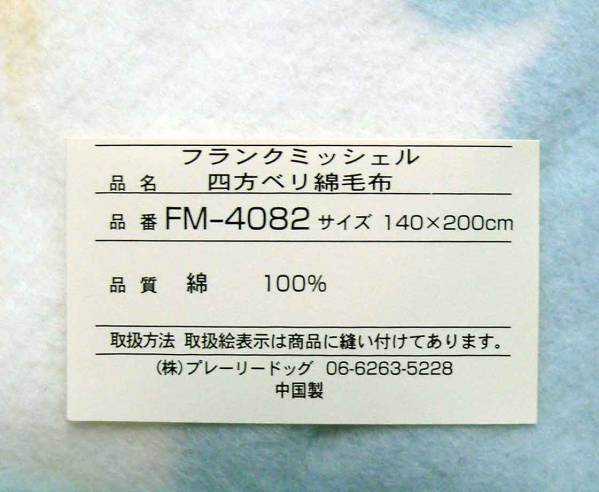 フランクミッシェル
品名 四方ベリ綿毛布
品番 FM-4082 サイズ 140×200cm
品質 綿 100%
取扱方法 取扱絵表示は商品に縫い付けてあります。
(株)プレーリードッグ 06-6263-5228
中国製